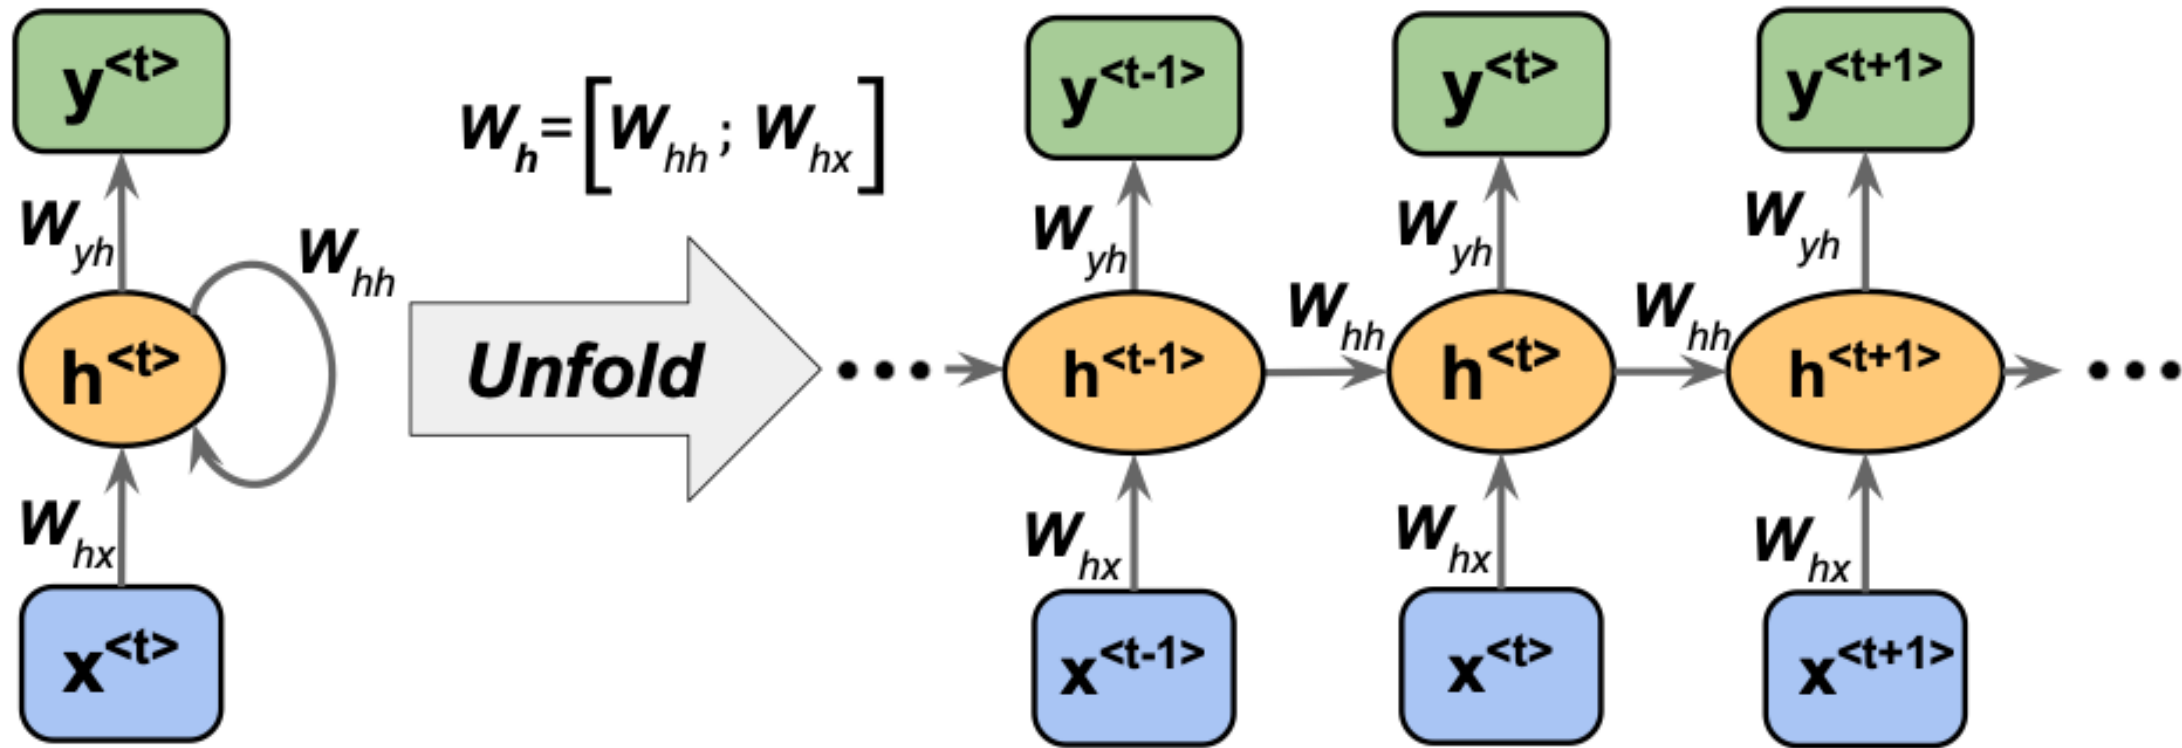 y<t>
W_h=[W_hh; W_hx]
y<t-1>
y<t>
y<t+1>
W_yh
W_hh
W_yh
W_yh
W_yh
h<t>
Unfold
•••
h<t-1>
W_hh
h<t>
W_hh
h<t+1>
•••
W_hx
W_hx
W_hx
W_hx
x<t>
x<t-1>
x<t>
x<t+1>